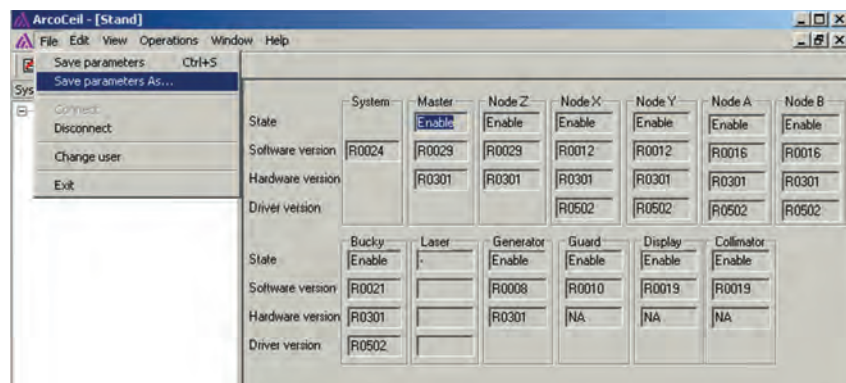 ArcoCeil - [Stand]
File Edit View Operations Window Help
Save parameters Ctrl+S
Save parameters As...
Sys
Connect
Disconnect
Change user
Exit
System Master Node Z Node X Node Y Node A Node B
State Enable Enable Enable Enable Enable Enable
Software version R0024 R0029 R0029 R0012 R0012 R0016 R0016
Hardware version R0301 R0301 R0301 R0301 R0301 R0301
Driver version R0502 R0502 R0502 R0502
Bucky Laser Generator Guard Display Collimator
State Enable - Enable Enable Enable Enable
Software version R0021 R0008 R0010 R0019 R0019
Hardware version R0301 R0301 NA NA NA
Driver version R0502